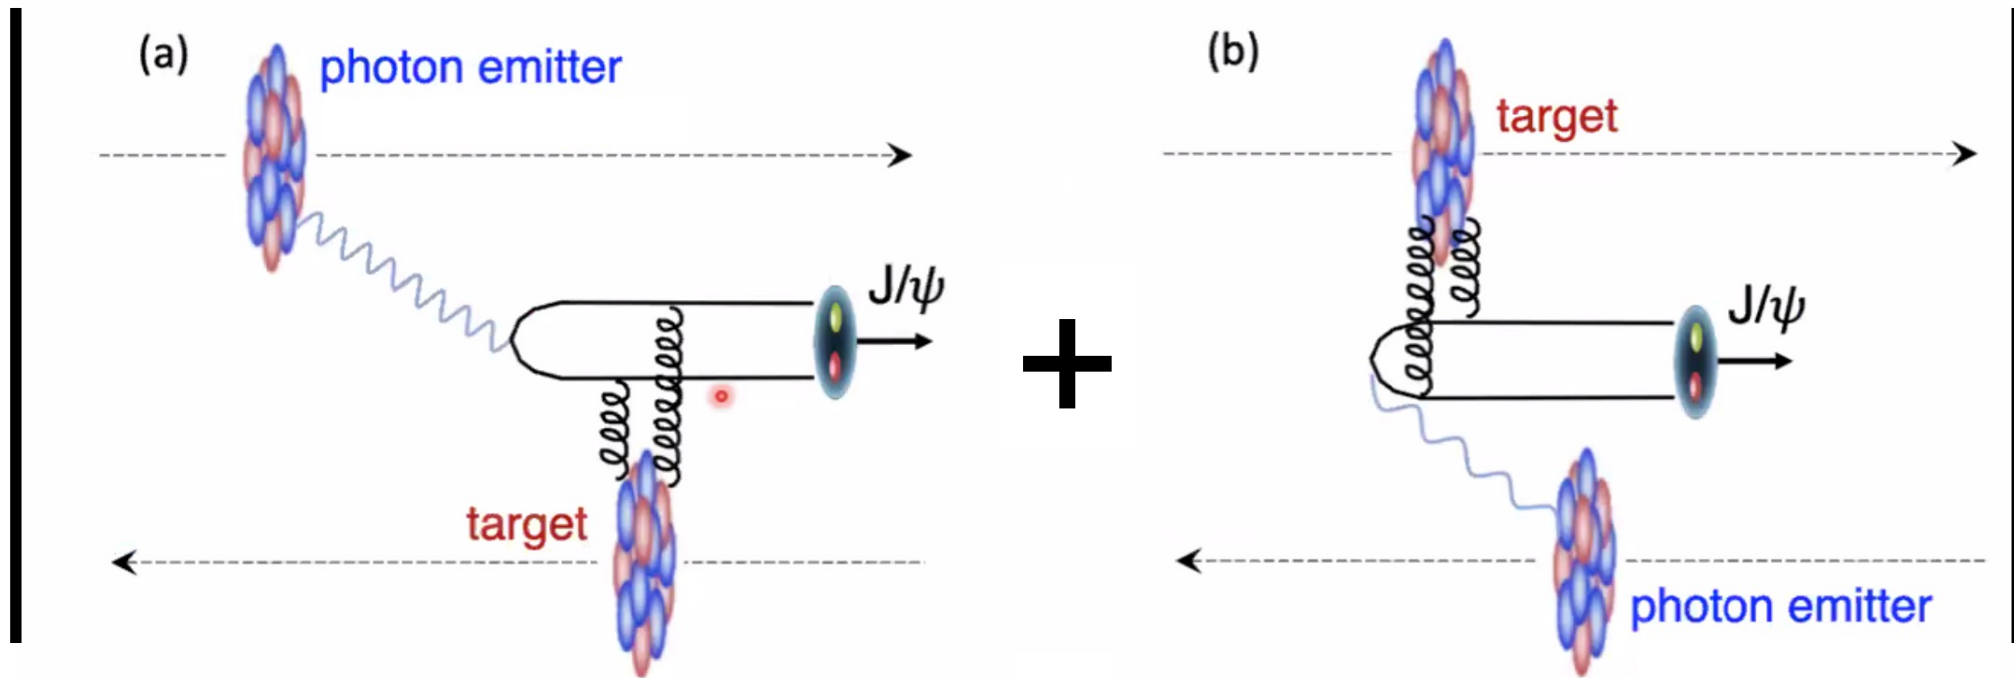 (a)
photon emitter
J/ψ
target
+
(b)
target
J/ψ
photon emitter